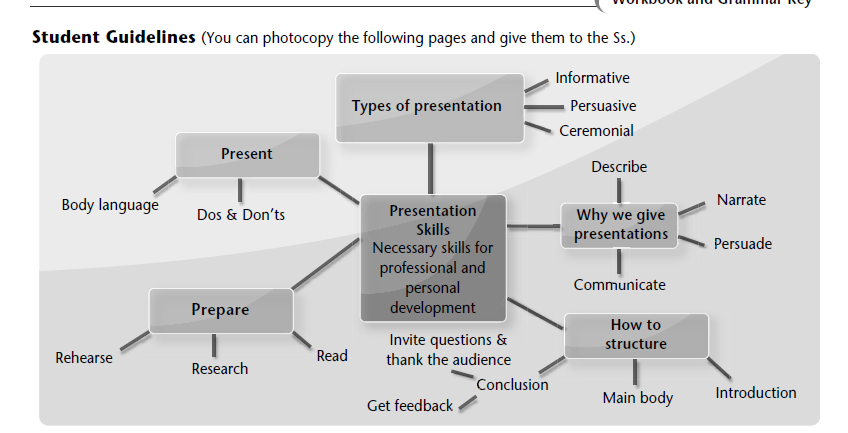 Workbook and Grammar Key
Student Guidelines (You can photocopy the following pages and give them to the Ss.)
Types of presentation
Informative
Persuasive
Ceremonial
Present
Body language
Dos & Don'ts
Presentation
Skills
Necessary skills for
professional and
personal
development
Describe
Why we give
presentations
Narrate
Persuade
Communicate
Prepare
Rehearse
Research
Read
How to
structure
Invite questions &
thank the audience
Conclusion
Get feedback
Main body
Introduction